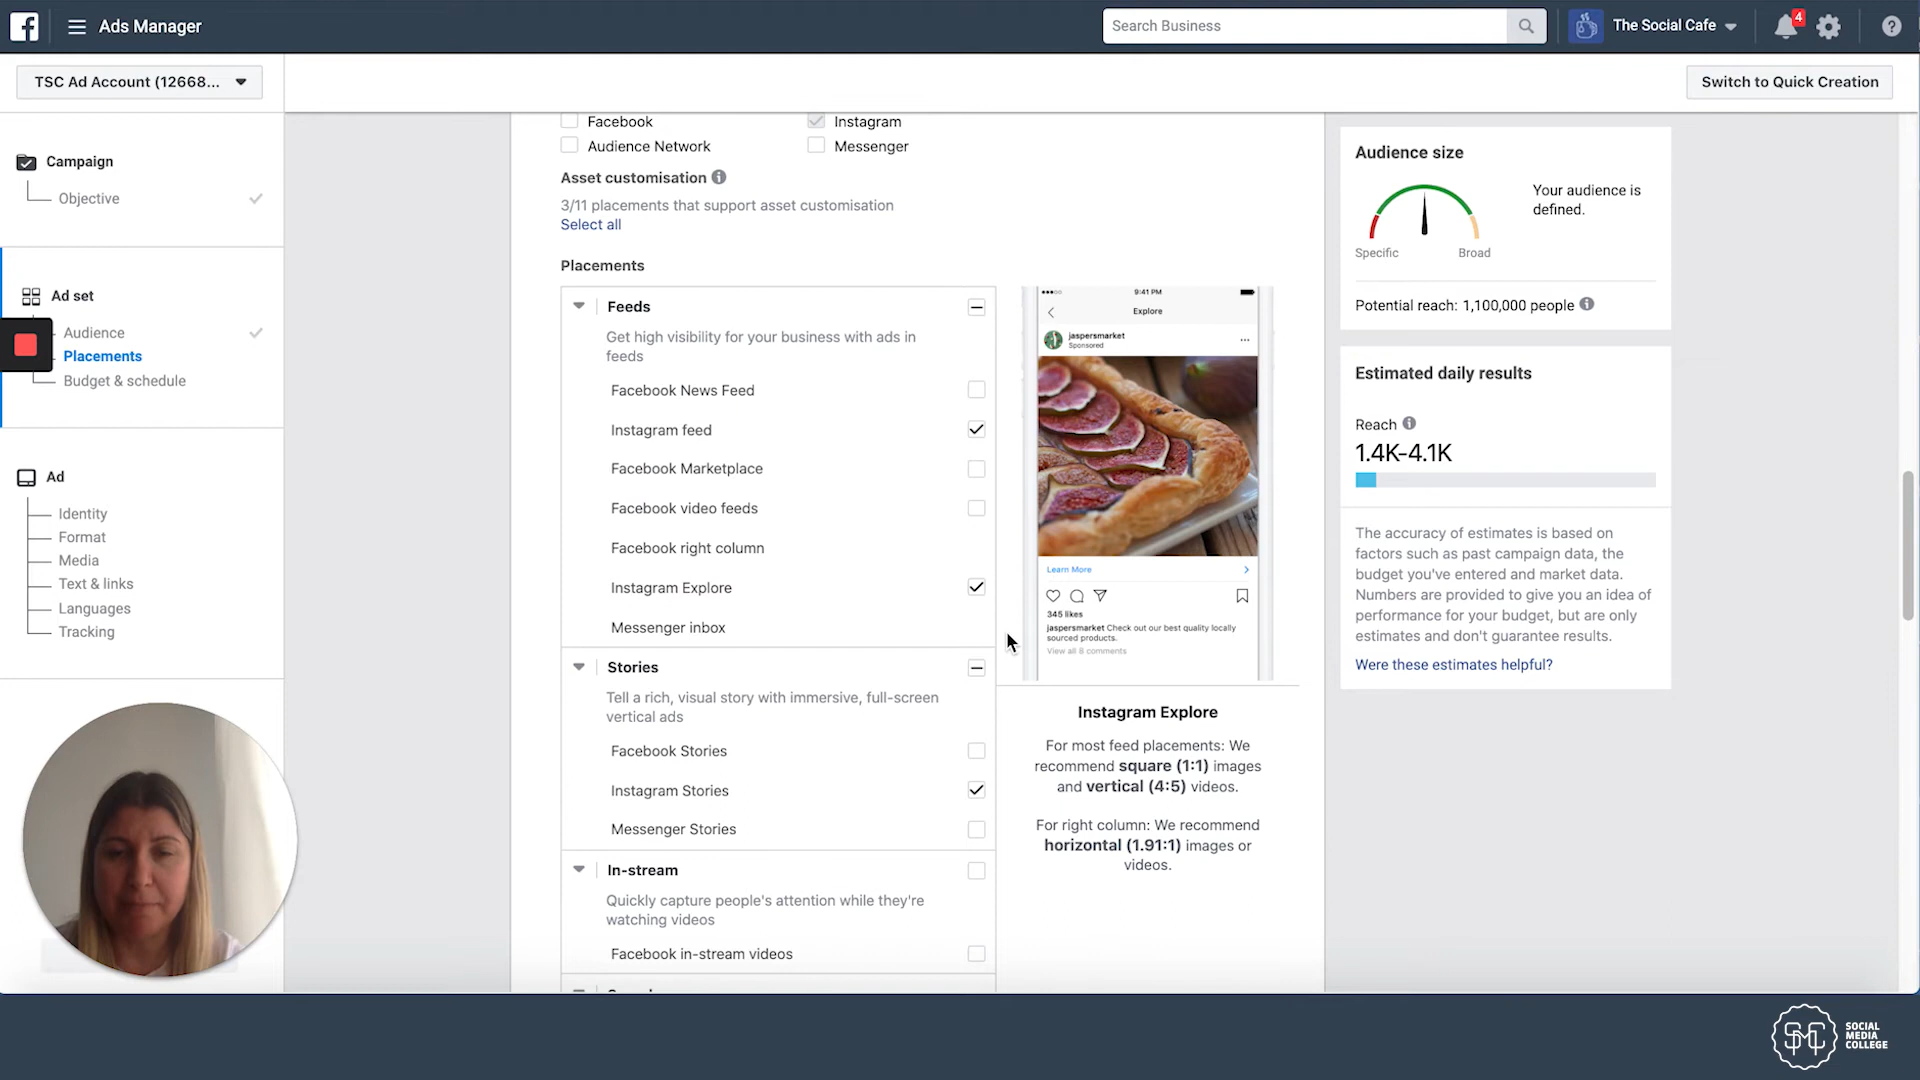 Ads Manager
Search Business
The Social Cafe
4
TSC Ad Account (12668...
Switch to Quick Creation
Campaign
Objective
Ad set
Audience
Placements
Budget & schedule
Ad
Identity
Format
Media
Text & links
Languages
Tracking
Facebook
Instagram
Audience Network
Messenger
Asset customisation
3/11 placements that support asset customisation
Select all
Placements
Feeds
Get high visibility for your business with ads in
feeds
Facebook News Feed
Instagram feed
Facebook Marketplace
Facebook video feeds
Facebook right column
Instagram Explore
Messenger inbox
Stories
Tell a rich, visual story with immersive, full-screen
vertical ads
Facebook Stories
Instagram Stories
Messenger Stories
In-stream
Quickly capture people's attention while they're
watching videos
Facebook in-stream videos
9:41 PM
Explore
jaspersmarket
Sponsored
Learn More
345 likes
jaspersmarket Check out our best quality locally
sourced products.
View all 8 comments
Instagram Explore
For most feed placements: We
recommend square (1:1) images
and vertical (4:5) videos.
For right column: We recommend
horizontal (1.91:1) images or
videos.
Audience size
Your audience is
defined.
Specific
Broad
Potential reach: 1,100,000 people
Estimated daily results
Reach
1.4K-4.1K
The accuracy of estimates is based on
factors such as past campaign data, the
budget you've entered and market data.
Numbers are provided to give you an idea of
performance for your budget, but are only
estimates and don't guarantee results.
Were these estimates helpful?
SMC
SOCIAL
MEDIA
COLLEGE